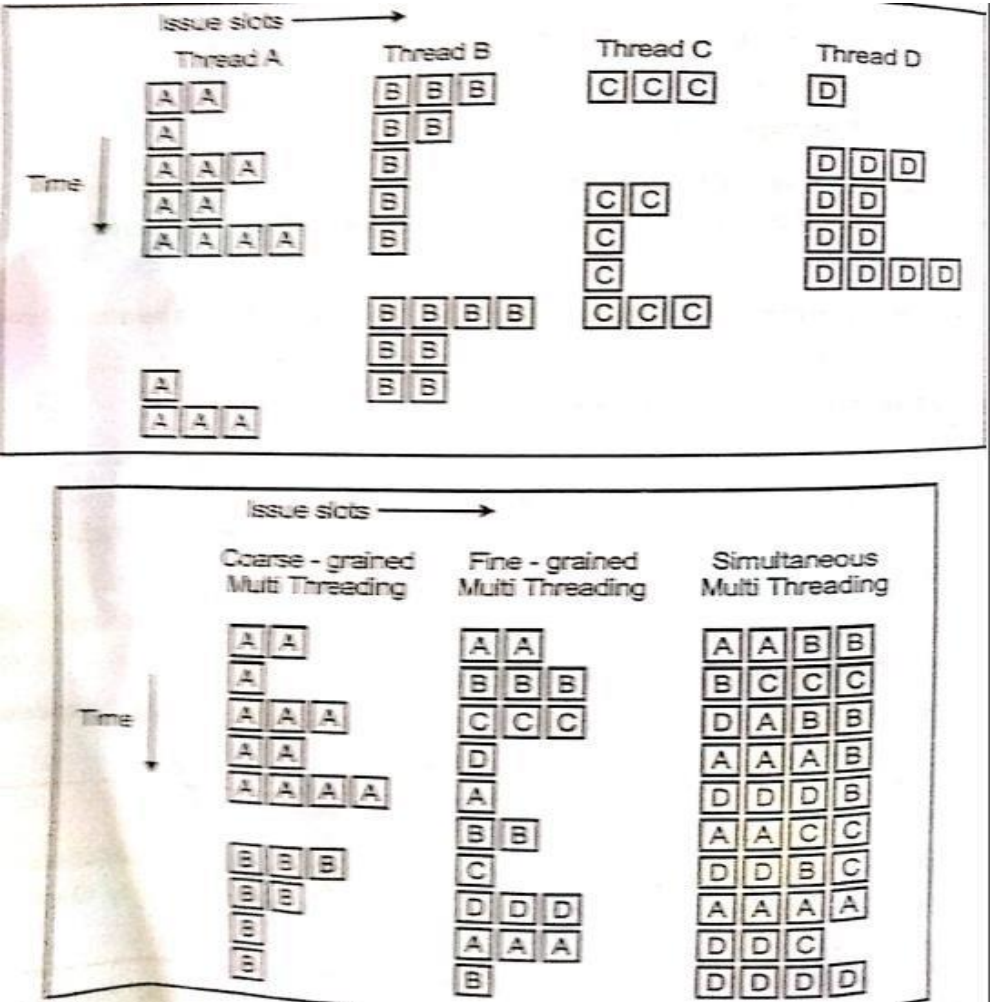 Issue slots
Thread A Thread B Thread C Thread D
A A B B B C C C D
A B B
Time A A A B D D D
A A B C C D D
A A A A B C D D
C D D D D
B B B B C C C
B B
A B B
A A A
Issue slots
Coarse - grained Fine - grained Simultaneous
Multi Threading Multi Threading Multi Threading
A A A A A A B B
A B B B B C C C
Time A A A C C C D A B B
A A D A A A B
A A A A A D D D B
B B A A C C
B B B C D D B C
B B D D D A A A A
B A A A D D C
B B D D D D